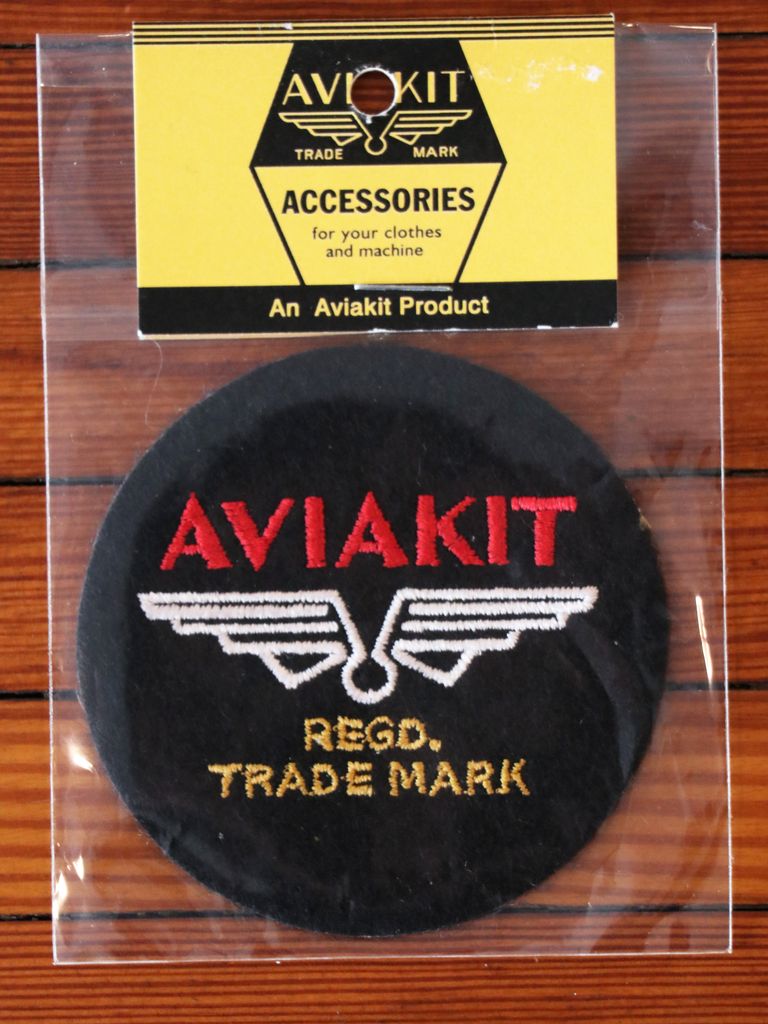 AVIAKIT
TRADE MARK
ACCESSORIES
for your clothes
and machine
An Aviakit Product
AVIAKIT
REGD.
TRADE MARK